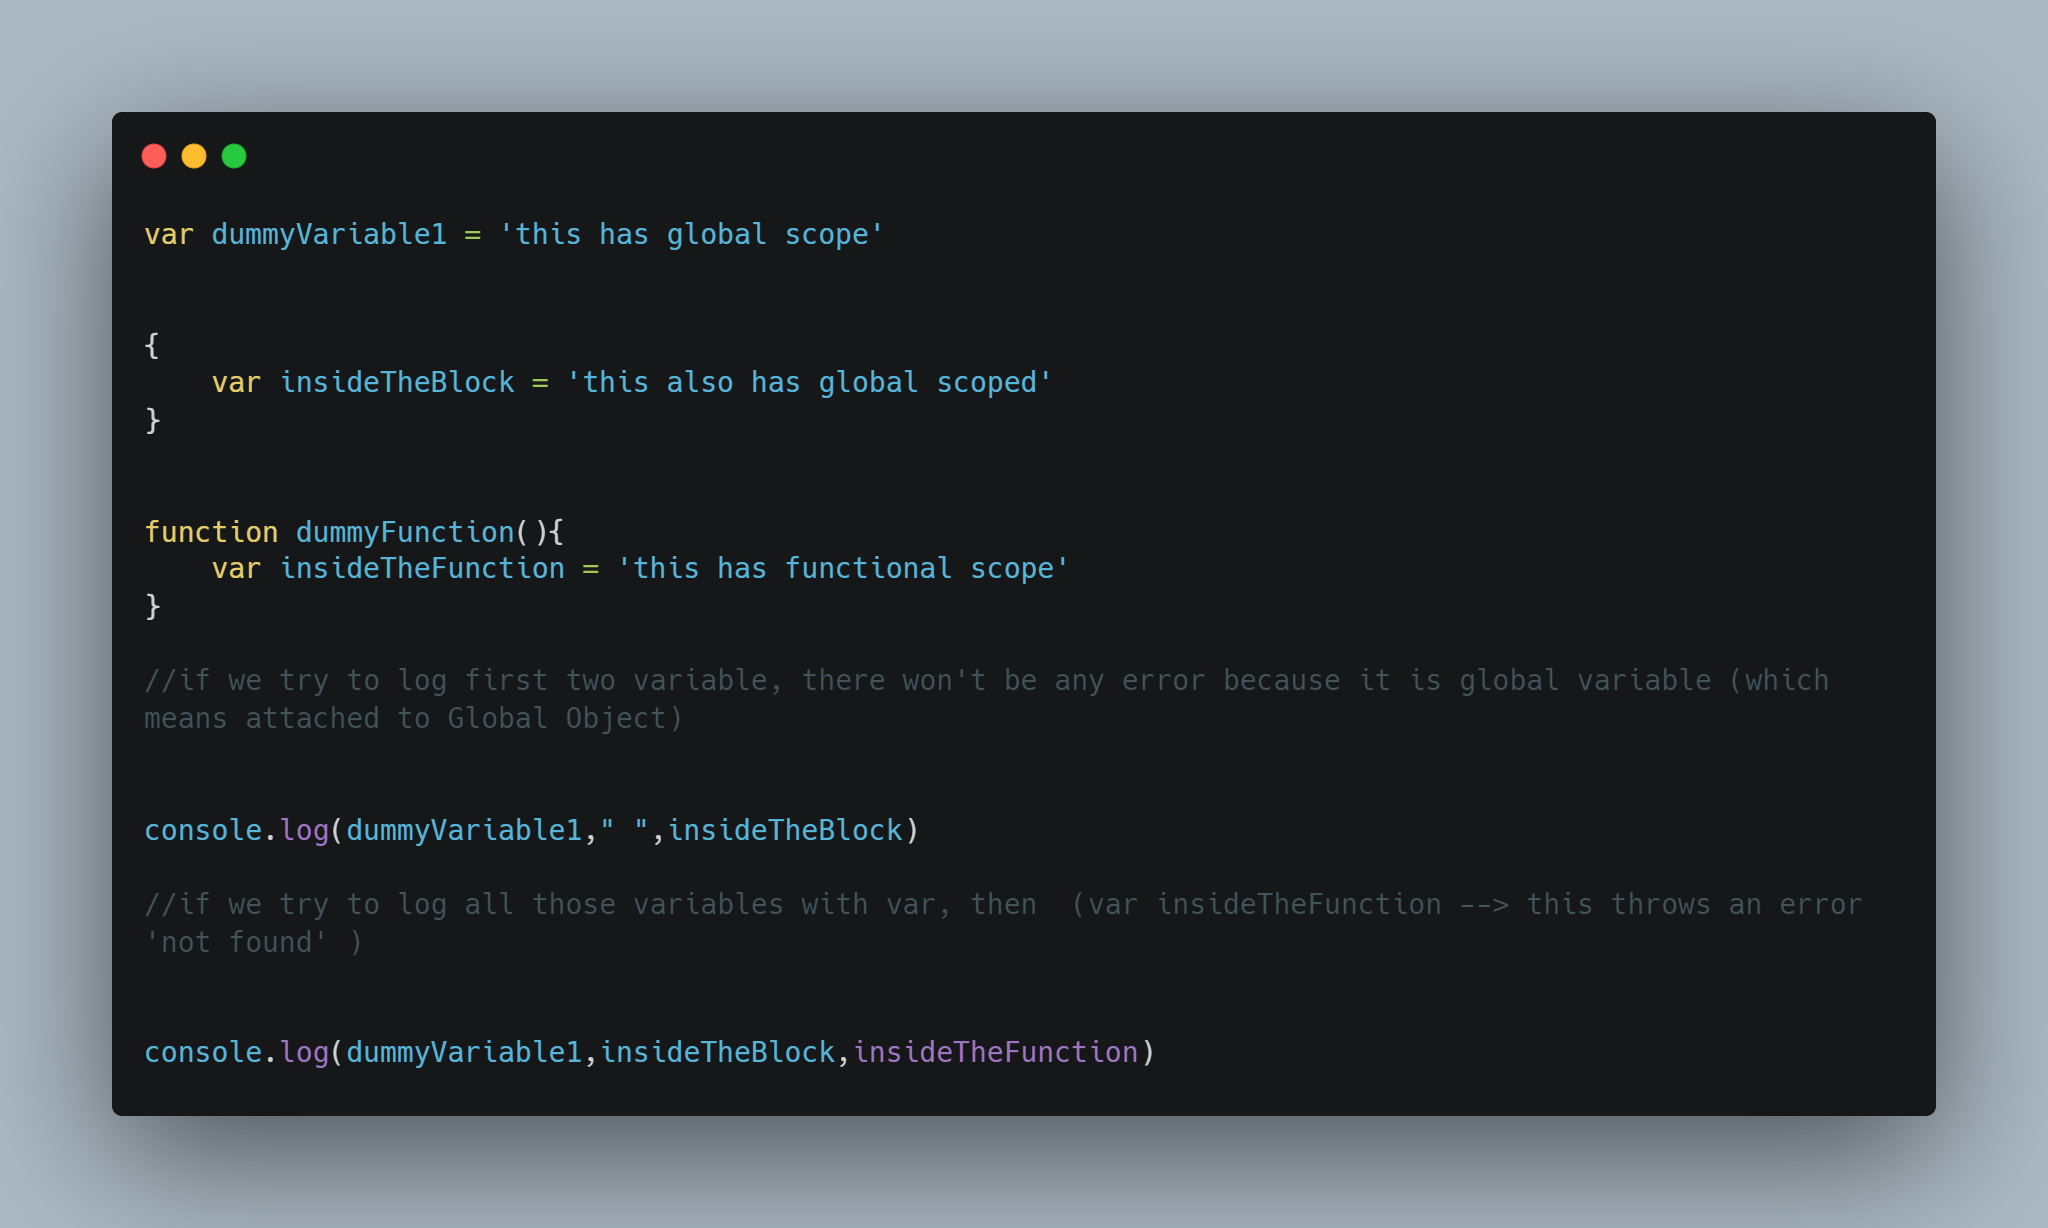 var dummyVariable1 = 'this has global scope'
{
    var insideTheBlock = 'this also has global scoped'
}
function dummyFunction(){
    var insideTheFunction = 'this has functional scope'
}
//if we try to log first two variable, there won't be any error because it is global variable (which
means attached to Global Object)
console.log(dummyVariable1," ",insideTheBlock)
//if we try to log all those variables with var, then  (var insideTheFunction --> this throws an error
'not found' )
console.log(dummyVariable1,insideTheBlock,insideTheFunction)